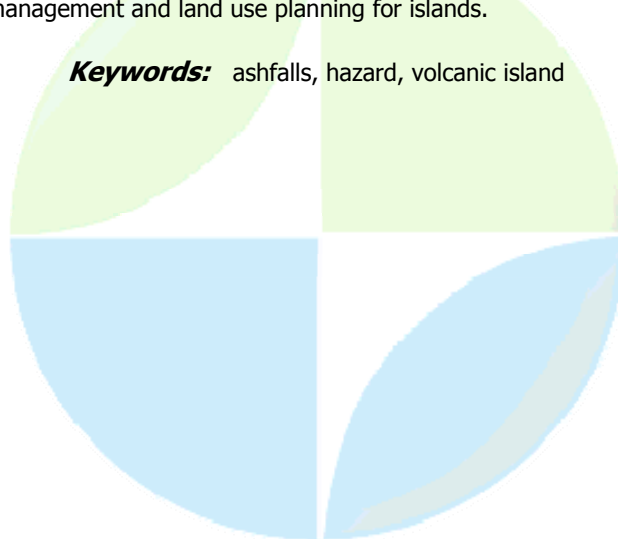 management and land use planning for islands.
Keywords: ashfalls, hazard, volcanic island